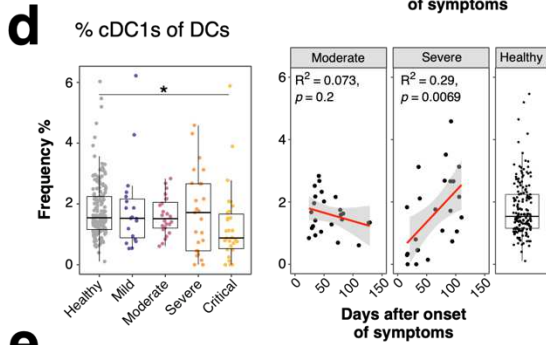 of symptoms
d
% cDC1s of DCs
Frequency %
6
4
2
0
*
Healthy
Mild
Moderate
Severe
Critical
Moderate
Severe
Healthy
R² = 0.073,
p = 0.2
R² = 0.29,
p = 0.0069
6
4
2
0
0 50 100 150
0 50 100 150
Days after onset
of symptoms
e